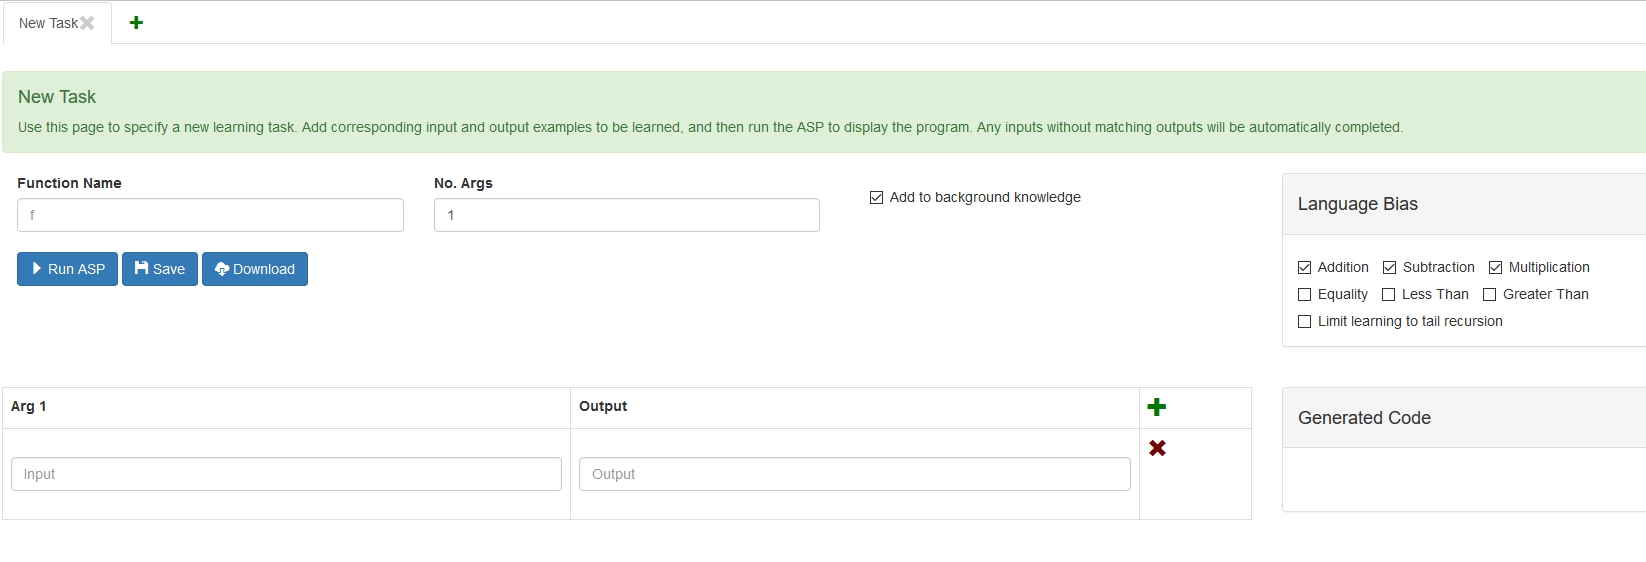 New Task
New Task
Use this page to specify a new learning task. Add corresponding input and output examples to be learned, and then run the ASP to display the program. Any inputs without matching outputs will be automatically completed.
Function Name
f
No. Args
1
Add to background knowledge
Run ASP
Save
Download
Language Bias
Addition Subtraction Multiplication
Equality Less Than Greater Than
Limit learning to tail recursion
Arg 1
Output
Input
Output
Generated Code